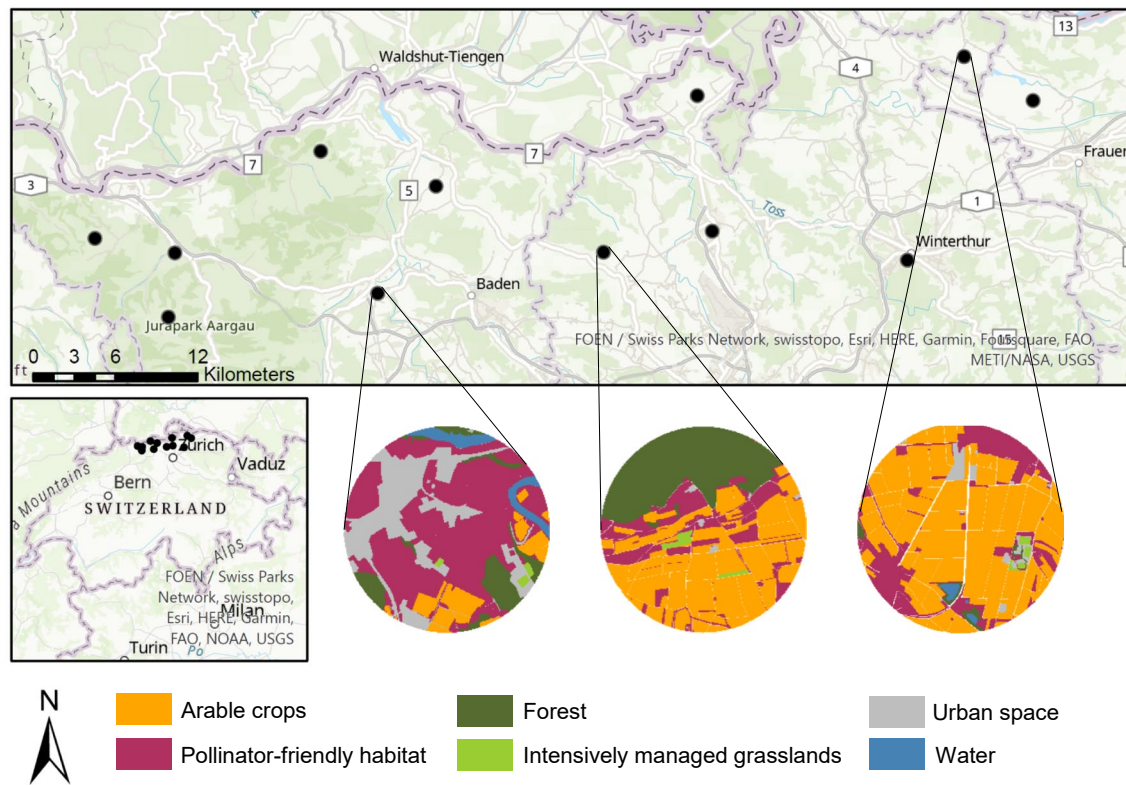 13
Waldshut-Tiengen
4
7
7
Frauen
3
5
1
Toss
Winterthur
Baden
Jurapark Aargau
15
FOEN / Swiss Parks Network, swisstopo, Esri, HERE, Garmin, Foursquare, FAO,
METI/NASA, USGS
0 3 6 12
ft
Kilometers
Zürich
Vaduz
a Mountains
Bern
SWITZERLAND
Alps
FOEN / Swiss Parks
Network, swisstopo,
Esri, HERE, Garmin,
FAO, NOAA, USGS
Milan
Turin
Po
N
Arable crops
Forest
Urban space
Pollinator-friendly habitat
Intensively managed grasslands
Water